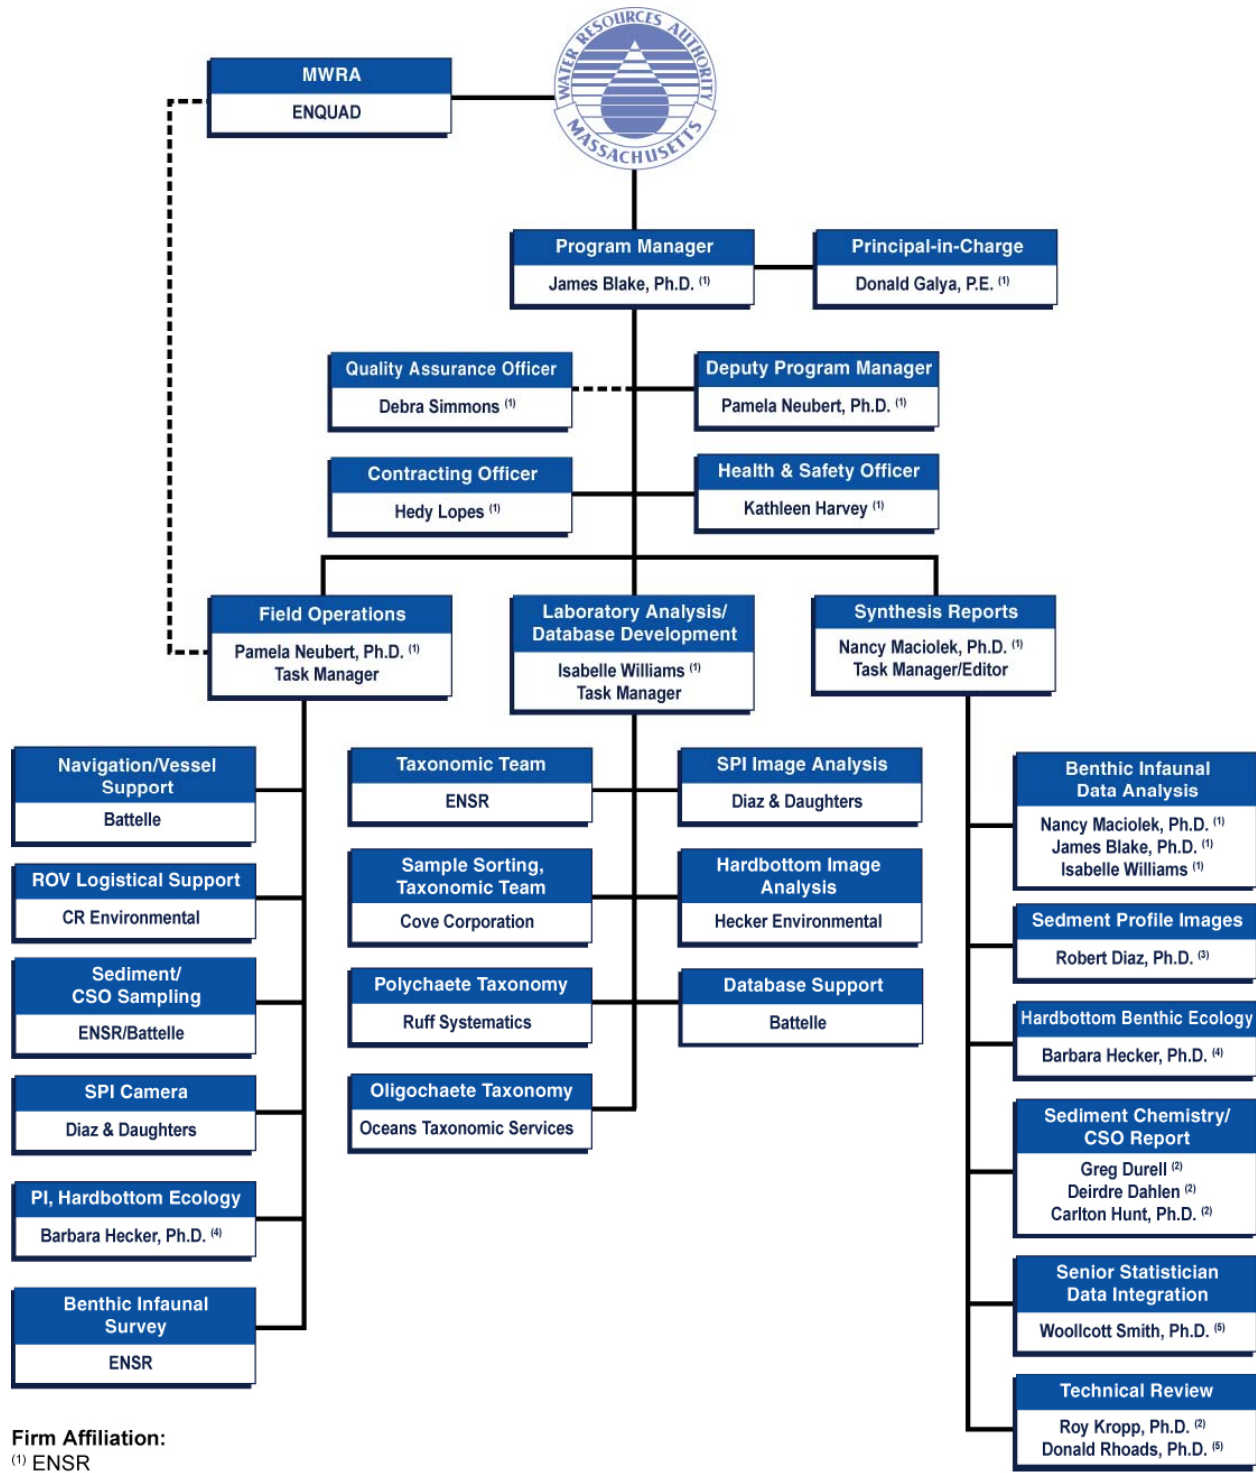 WATER RESOURCES AUTHORITY
MASSACHUSETTS
MWRA
ENQUAD
Program Manager
James Blake, Ph.D. (1)
Principal-in-Charge
Donald Galya, P.E. (1)
Quality Assurance Officer
Debra Simmons (1)
Deputy Program Manager
Pamela Neubert, Ph.D. (1)
Contracting Officer
Hedy Lopes (1)
Health & Safety Officer
Kathleen Harvey (1)
Field Operations
Pamela Neubert, Ph.D. (1)
Task Manager
Laboratory Analysis/
Database Development
Isabelle Williams (1)
Task Manager
Synthesis Reports
Nancy Maciolek, Ph.D. (1)
Task Manager/Editor
Navigation/Vessel
Support
Battelle
ROV Logistical Support
CR Environmental
Sediment/
CSO Sampling
ENSR/Battelle
SPI Camera
Diaz & Daughters
PI, Hardbottom Ecology
Barbara Hecker, Ph.D. (4)
Benthic Infaunal
Survey
ENSR
Taxonomic Team
ENSR
SPI Image Analysis
Diaz & Daughters
Sample Sorting,
Taxonomic Team
Cove Corporation
Hardbottom Image
Analysis
Hecker Environmental
Polychaete Taxonomy
Ruff Systematics
Database Support
Battelle
Oligochaete Taxonomy
Oceans Taxonomic Services
Benthic Infaunal
Data Analysis
Nancy Maciolek, Ph.D. (1)
James Blake, Ph.D. (1)
Isabelle Williams (1)
Sedment Profile Images
Robert Diaz, Ph.D. (3)
Hardbottom Benthic Ecology
Barbara Hecker, Ph.D. (4)
Sediment Chemistry/
CSO Report
Greg Durell (2)
Deirdre Dahlen (2)
Carlton Hunt, Ph.D. (2)
Senior Statistician
Data Integration
Woollcott Smith, Ph.D. (5)
Technical Review
Roy Kropp, Ph.D. (2)
Donald Rhoads, Ph.D. (5)
Firm Affiliation:
(1) ENSR